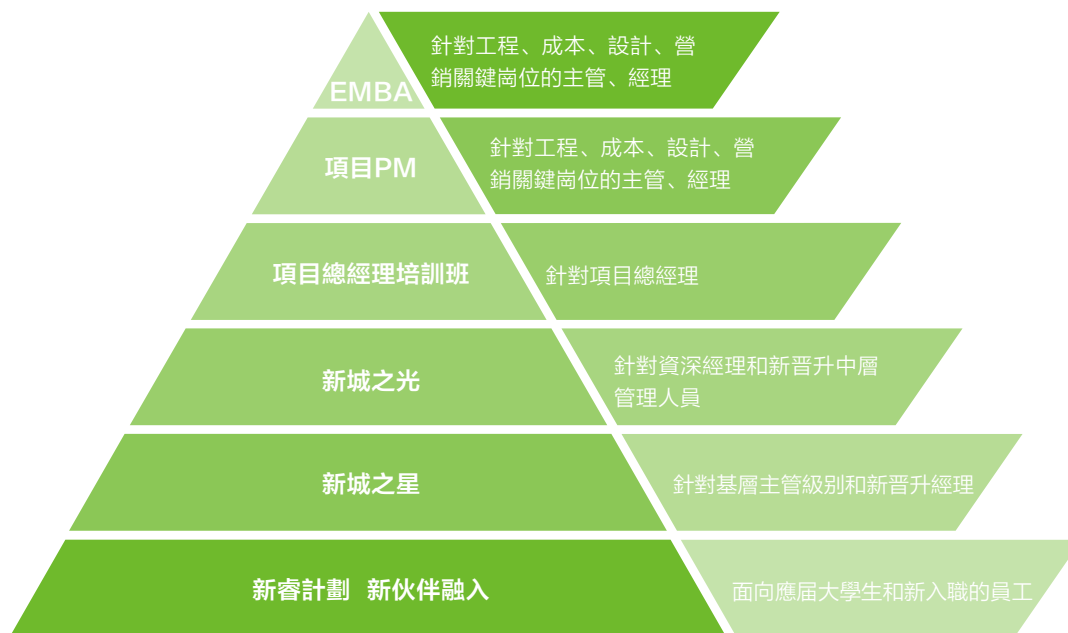 EMBA
針對工程、成本、設計、營
銷關鍵崗位的主管、經理
項目PM
針對工程、成本、設計、營
銷關鍵崗位的主管、經理
項目總經理培訓班
針對項目總經理
新城之光
針對資深經理和新晋升中層
管理人員
新城之星
針對基層主管級别和新晋升經理
新睿計劃 新伙伴融入
面向應届大學生和新入職的員工